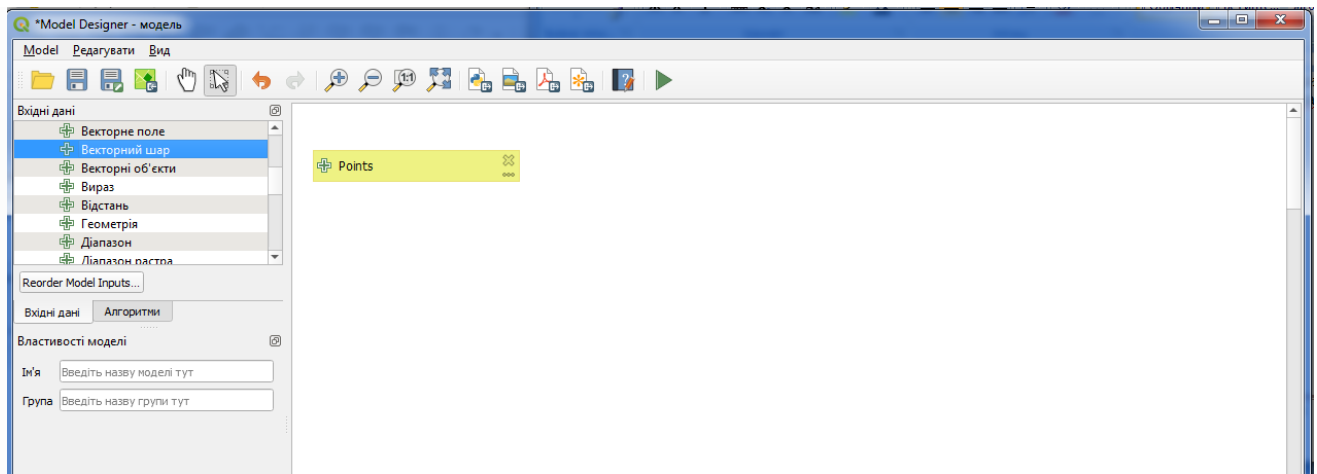 *Model Designer - модель
Model Редагувати Вид
Вхідні дані
Векторне поле
Векторний шар
Векторні об'єкти
Вираз
Відстань
Геометрія
Діапазон
Діапазон растра
Reorder Model Inputs...
Вхідні дані Алгоритми
Властивості моделі
Ім'я Введіть назву моделі тут
Група Введіть назву групи тут
Points